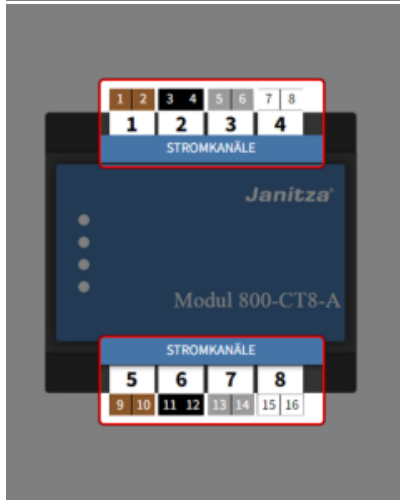 1 2 3 4 5 6 7 8
1 2 3 4
STROMKANÄLE
Janitza®
Modul 800-CT8-A
STROMKANÄLE
5 6 7 8
9 10 11 12 13 14 15 16